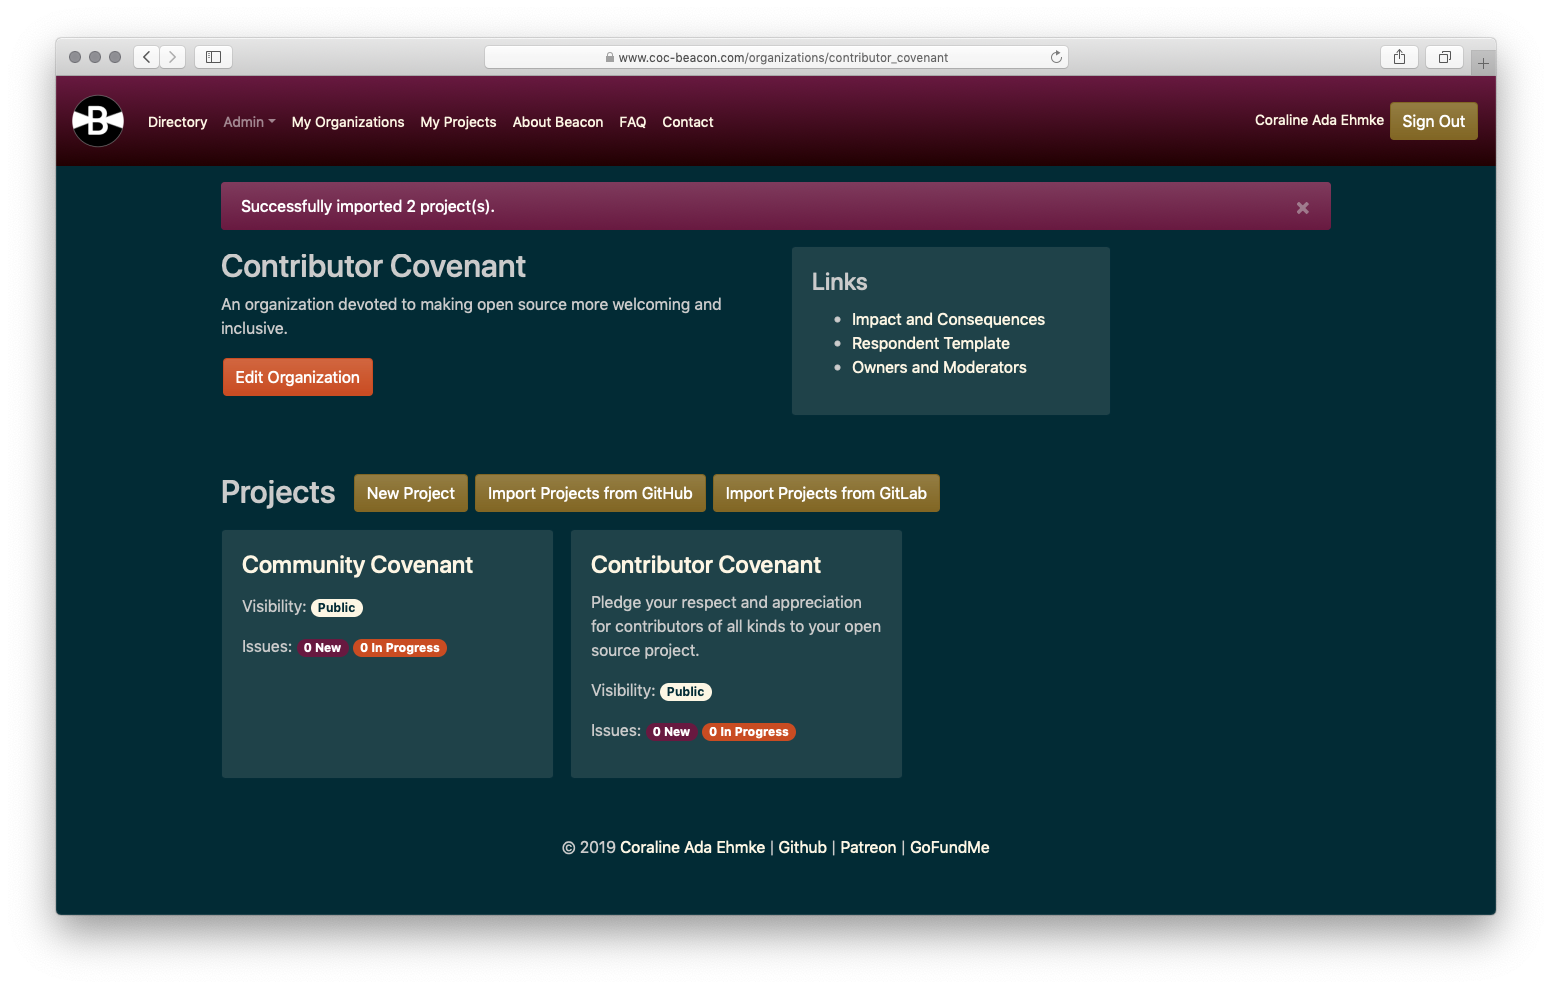 www.coc-beacon.com/organizations/contributor_covenant
B
Directory Admin My Organizations My Projects About Beacon FAQ Contact
Coraline Ada Ehmke Sign Out
Successfully imported 2 project(s).
Contributor Covenant
An organization devoted to making open source more welcoming and
inclusive.
Edit Organization
Links
Impact and Consequences
Respondent Template
Owners and Moderators
Projects New Project Import Projects from GitHub Import Projects from GitLab
Community Covenant
Visibility: Public
Issues: 0 New 0 In Progress
Contributor Covenant
Pledge your respect and appreciation
for contributors of all kinds to your open
source project.
Visibility: Public
Issues: 0 New 0 In Progress
© 2019 Coraline Ada Ehmke | Github | Patreon | GoFundMe